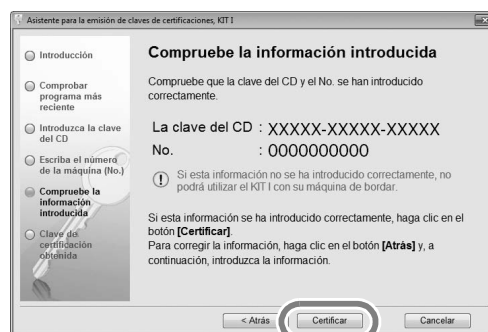 Asistente para la emisión de claves de certificaciones, KIT I
Introducción
Comprobar
programa más
reciente
Introduzca la clave
del CD
Escriba el número
de la máquina (No.)
Compruebe la
información
introducida
Clave de
certificación
obtenida
Compruebe la información introducida
Compruebe que la clave del CD y el No. se han introducido
correctamente.
La clave del CD : XXXXX-XXXXX-XXXXX
No. : 0000000000
Si esta información no se ha introducido correctamente, no
podrá utilizar el KIT I con su máquina de bordar.
Si esta información se ha introducido correctamente, haga clic en el
botón [Certificar].
Para corregir la información, haga clic en el botón [Atrás] y, a
continuación, introduzca la información.
< Atrás Certificar Cancelar